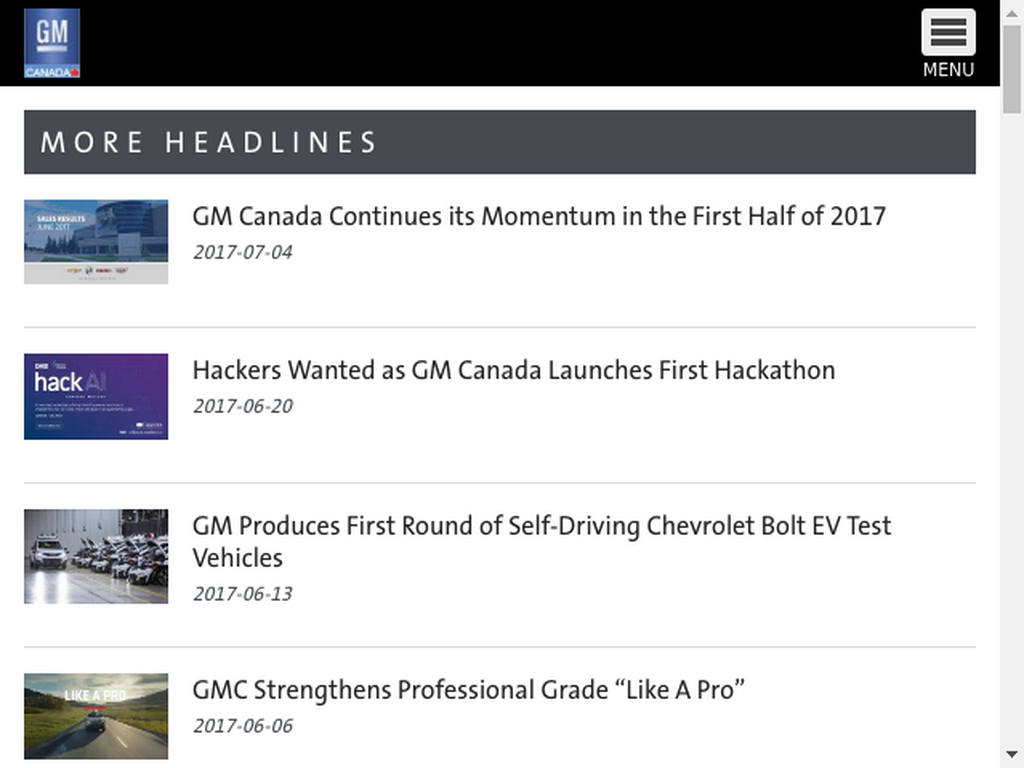 GM
CANADA
MENU
MORE HEADLINES
SALES RESULTS
JUNE 2017
GM Canada Continues its Momentum in the First Half of 2017
2017-07-04
hack AI
Hackers Wanted as GM Canada Launches First Hackathon
2017-06-20
GM Produces First Round of Self-Driving Chevrolet Bolt EV Test
Vehicles
2017-06-13
LIKE A PRO
GMC Strengthens Professional Grade “Like A Pro”
2017-06-06